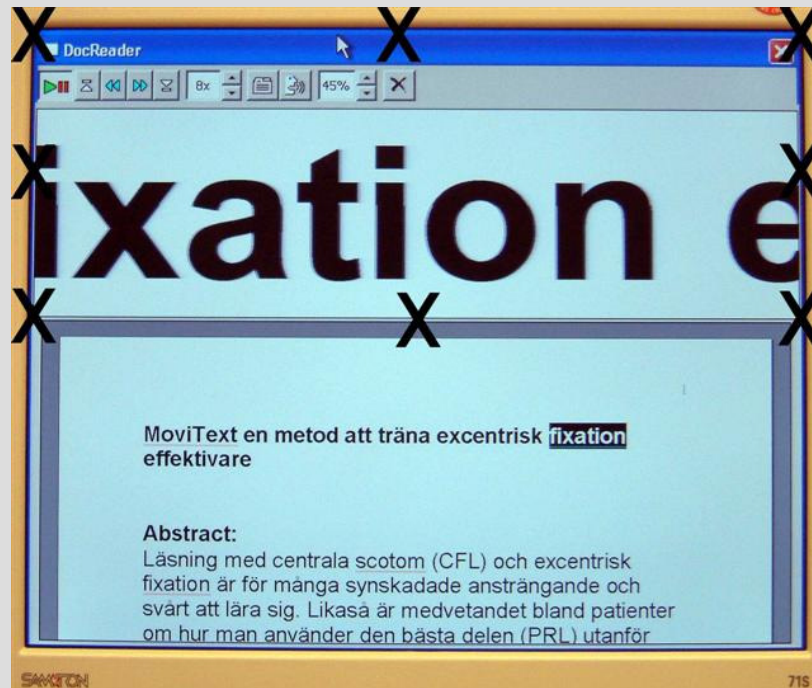 X X X
DocReader
8x 45%
X X
ixation e
X X X
MoviText en metod att träna excentrisk fixation
effektivare
Abstract:
Läsning med centrala scotom (CFL) och excentrisk
fixation är för många synskadade ansträngande och
svårt att lära sig. Likaså är medvetandet bland patienter
om hur man använder den bästa delen (PRL) utanför
SAMTRON 71S